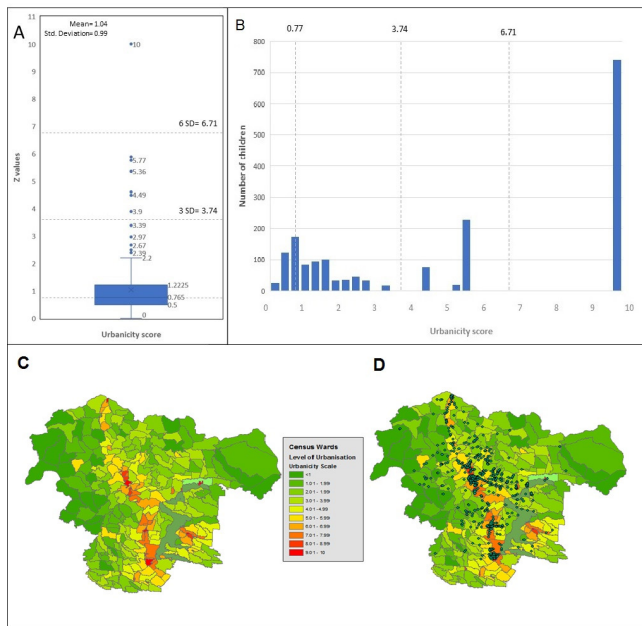 A
Mean= 1.04
Std. Deviation= 0.99
11
10
9
8
7
6
5
4
3
2
1
0
Z values
10
6 SD= 6.71
5.77
5.36
4.49
3.9
3 SD= 3.74
3.39
2.97
2.67
2.39
2.2
1.2225
0.765
0.5
0
Urbanicity score
B
0.77
3.74
6.71
800
700
600
500
400
300
200
100
0
Number of children
0 1 2 3 4 5 6 7 8 9 10
Urbanicity score
C
D
Census Wards
Level of Urbanisation
Urbanicity Scale
<1
1.01 - 1.99
2.01 - 2.99
3.01 - 3.99
4.01 - 4.99
5.01 - 5.99
6.01 - 6.99
7.01 - 7.99
8.01 - 8.99
9.01 - 10